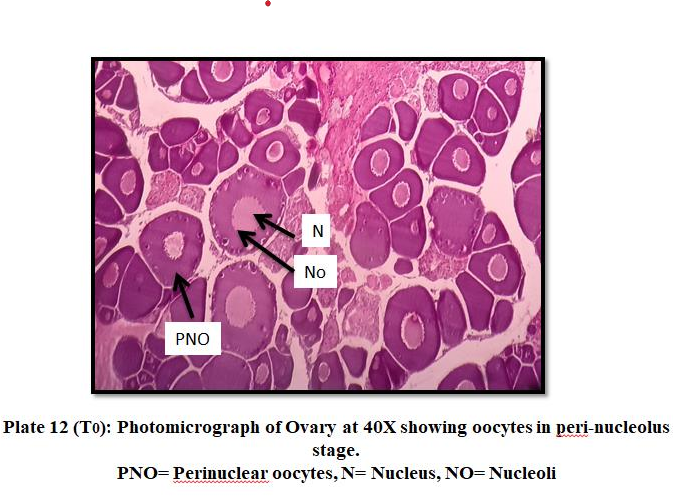 N
No
PNO
Plate 12 (T0): Photomicrograph of Ovary at 40X showing oocytes in peri-nucleolus
stage.
PNO= Perinuclear oocytes, N= Nucleus, NO= Nucleoli